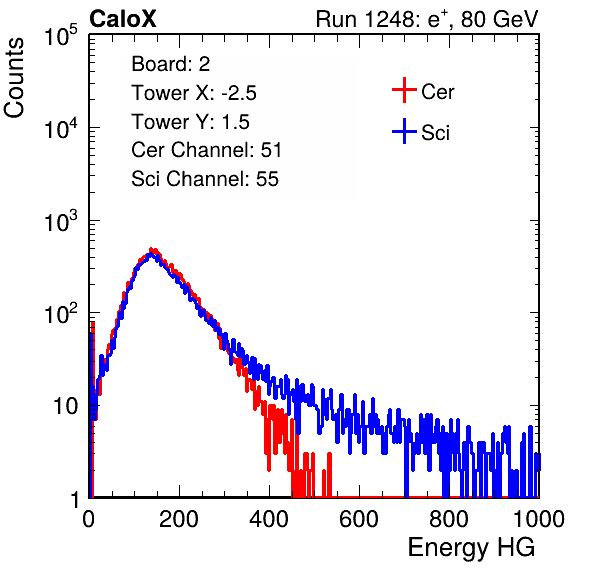 CaloX Run 1248: e⁺, 80 GeV
Counts
Board: 2
Tower X: -2.5
Tower Y: 1.5
Cer Channel: 51
Sci Channel: 55
Cer
Sci
10⁵
10⁴
10³
10²
10
1
0 200 400 600 800 1000
Energy HG